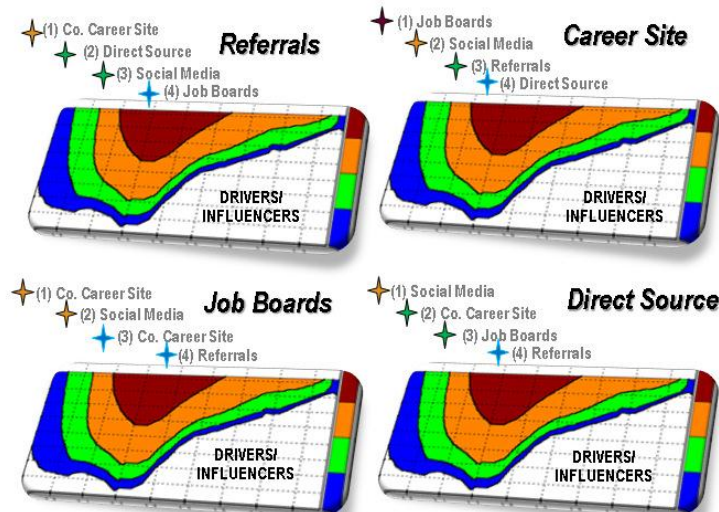 (1) Co. Career Site
Referrals
(2) Direct Source
(3) Social Media
(4) Job Boards
DRIVERS/
INFLUENCERS
(1) Job Boards
Career Site
(2) Social Media
(3) Referrals
(4) Direct Source
DRIVERS/
INFLUENCERS
(1) Co. Career Site
Job Boards
(2) Social Media
(3) Co. Career Site
(4) Referrals
DRIVERS/
INFLUENCERS
(1) Social Media
Direct Source
(2) Co. Career Site
(3) Job Boards
(4) Referrals
DRIVERS/
INFLUENCERS